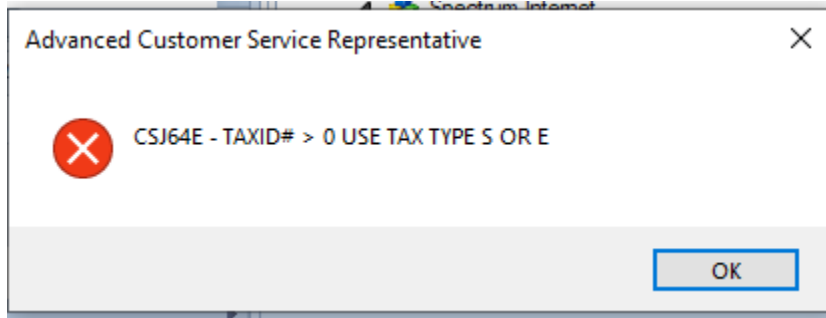 Spectrum Internet
Advanced Customer Service Representative
CSJ64E - TAXID# > 0 USE TAX TYPE S OR E
OK